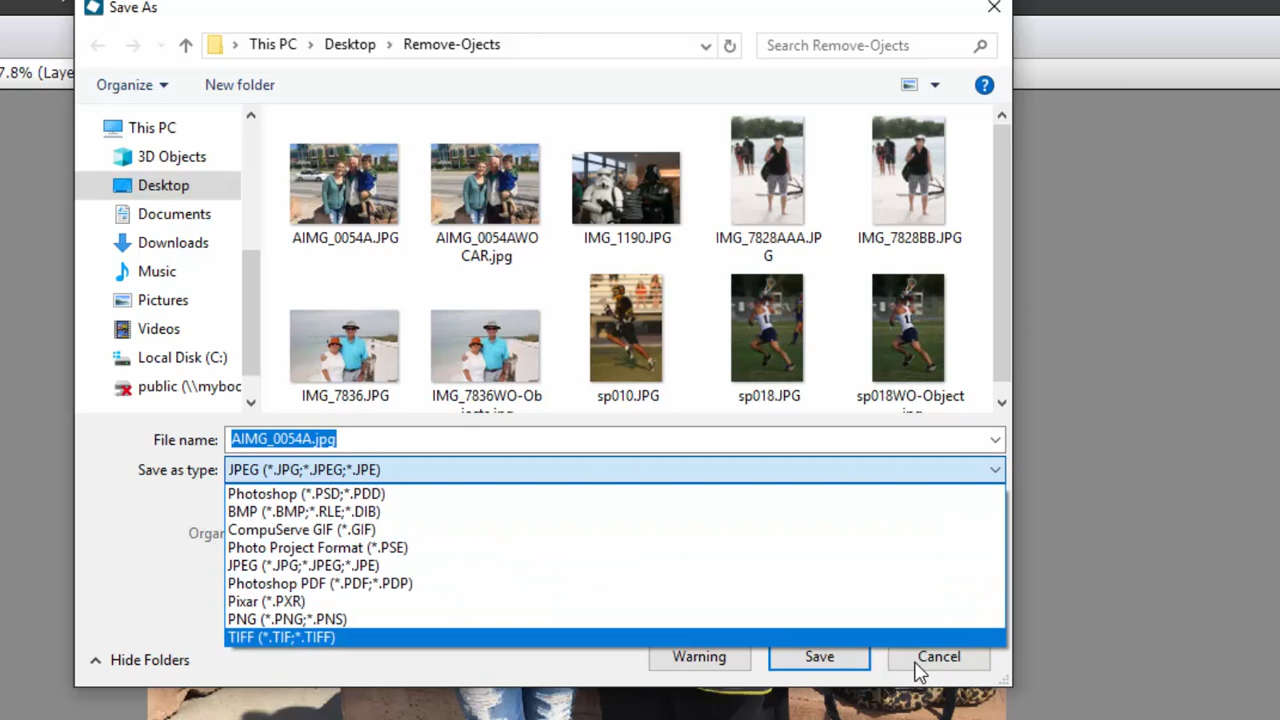 Save As
7.8% (Laye
This PC
Desktop
Remove-Ojects
Search Remove-Ojects
Organize
New folder
This PC
3D Objects
Desktop
Documents
Downloads
Music
Pictures
Videos
Local Disk (C:)
public (\\myboc
AIMG_0054A.JPG
AIMG_0054AWO
CAR.jpg
IMG_1190.JPG
IMG_7828AAA.JP
G
IMG_7828BB.JPG
IMG_7836.JPG
IMG_7836WO-Ob
jects.jpg
sp010.JPG
sp018.JPG
sp018WO-Object
.jpg
File name:
AIMG_0054A.jpg
Save as type:
JPEG (*.JPG;*.JPEG;*.JPE)
Photoshop (*.PSD;*.PDD)
BMP (*.BMP;*.RLE;*.DIB)
Organ
CompuServe GIF (*.GIF)
Photo Project Format (*.PSE)
JPEG (*.JPG;*.JPEG;*.JPE)
Photoshop PDF (*.PDF;*.PDP)
Pixar (*.PXR)
PNG (*.PNG;*.PNS)
TIFF (*.TIF;*.TIFF)
Hide Folders
Warning
Save
Cancel